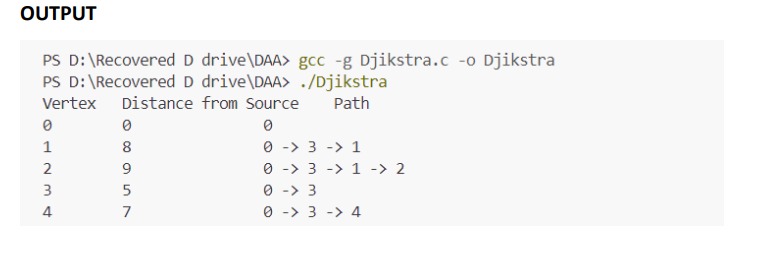 OUTPUT
PS D:\Recovered D drive\DAA> gcc -g Djikstra.c -o Djikstra
PS D:\Recovered D drive\DAA> ./Djikstra
Vertex   Distance from Source    Path
0        0               0
1        8               0 -> 3 -> 1
2        9               0 -> 3 -> 1 -> 2
3        5               0 -> 3
4        7               0 -> 3 -> 4